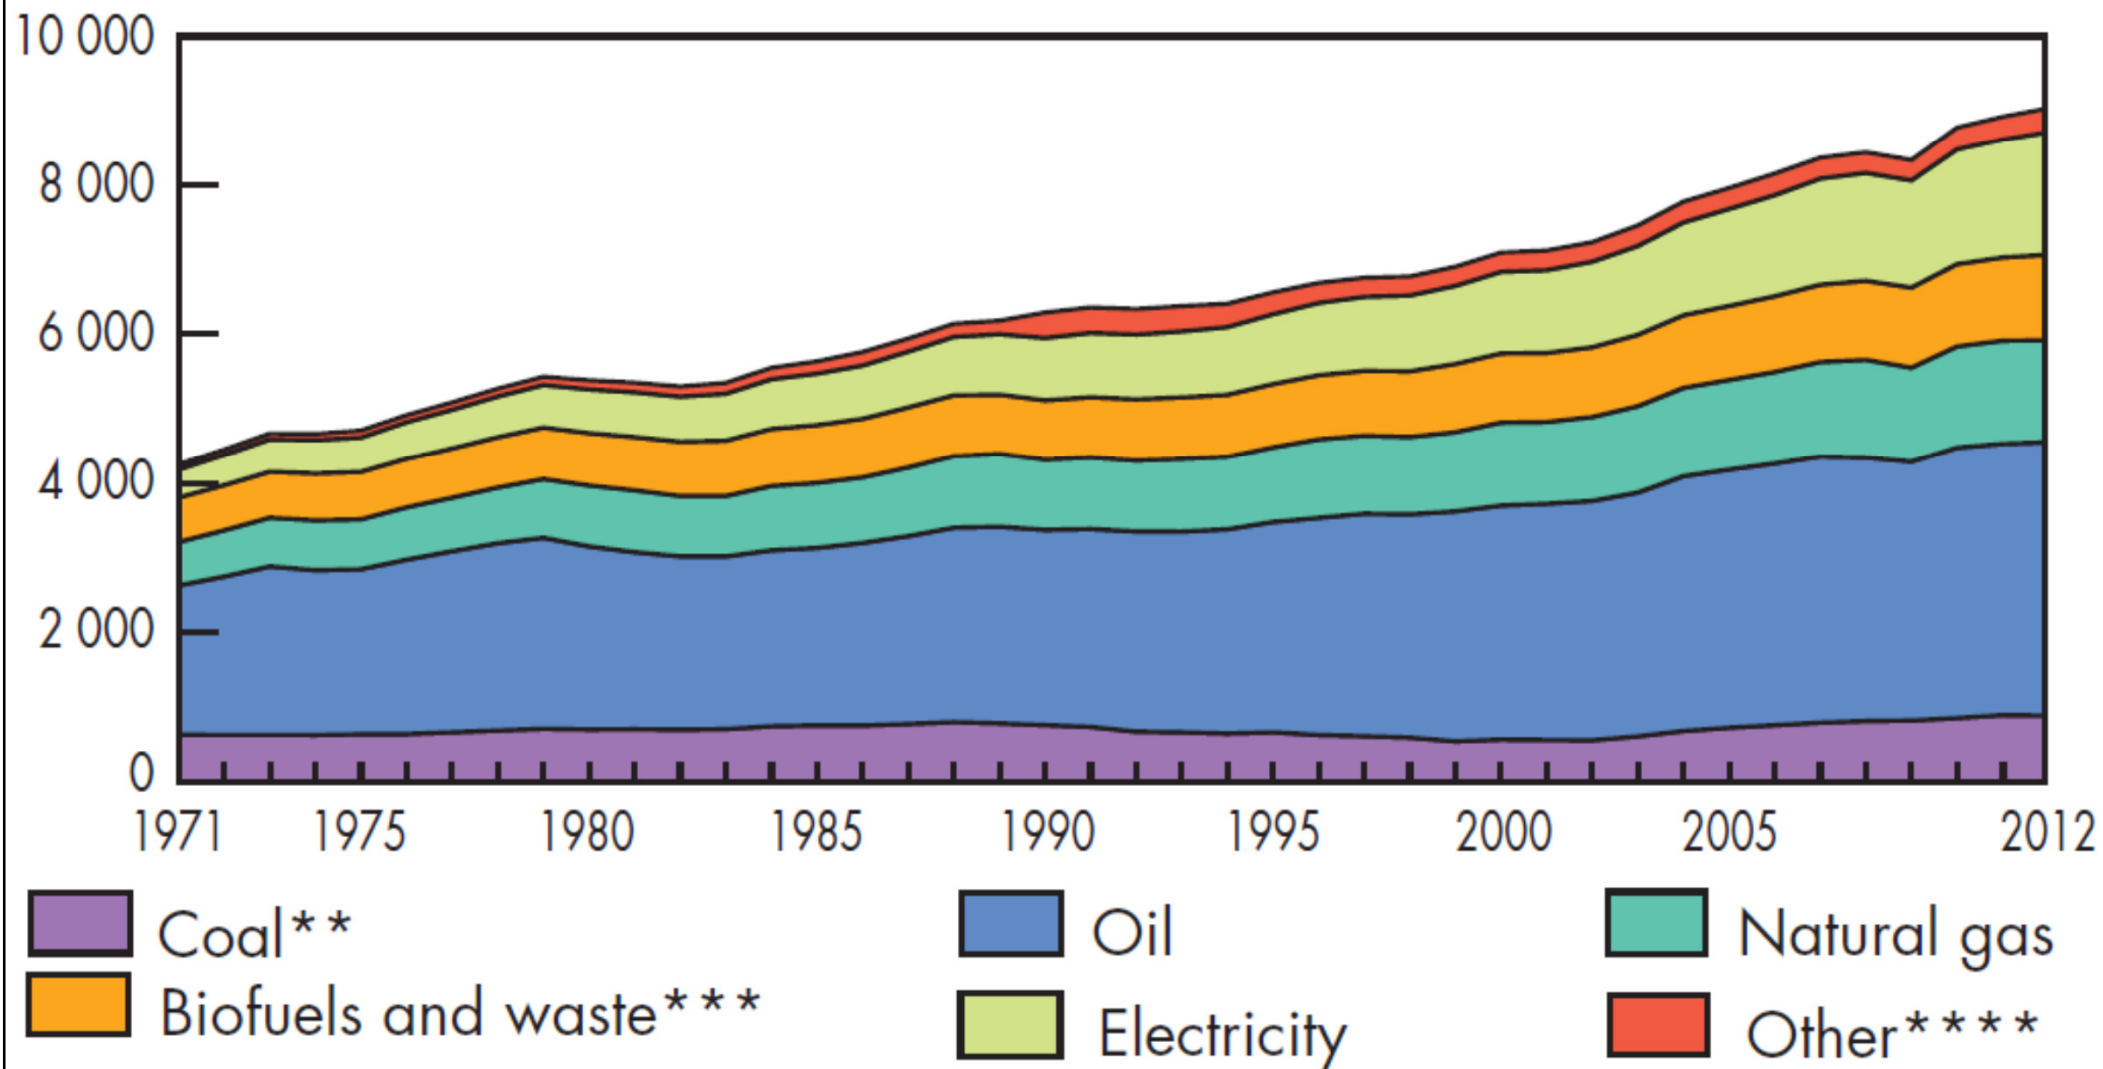 10 000
8 000
6 000
4 000
2 000
0
1971 1975 1980 1985 1990 1995 2000 2005 2012
Coal** Oil Natural gas
Biofuels and waste*** Electricity Other****